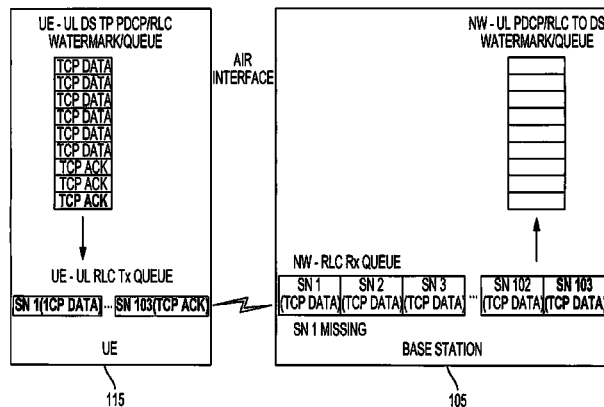 UE - UL DS TP PDCP/RLC
WATERMARK/QUEUE
TCP DATA
TCP DATA
TCP DATA
TCP DATA
TCP DATA
TCP DATA
TCP ACK
TCP ACK
TCP ACK
UE - UL RLC Tx QUEUE
SN 1(TCP DATA) ... SN 103(TCP ACK)
UE
115
AIR
INTERFACE
NW - UL PDCP/RLC TO DS
WATERMARK/QUEUE
NW - RLC Rx QUEUE
SN 1 SN 2 SN 3 SN 102 SN 103
(TCP DATA) (TCP DATA) (TCP DATA) ... (TCP DATA) (TCP DATA)
SN 1 MISSING
BASE STATION
105